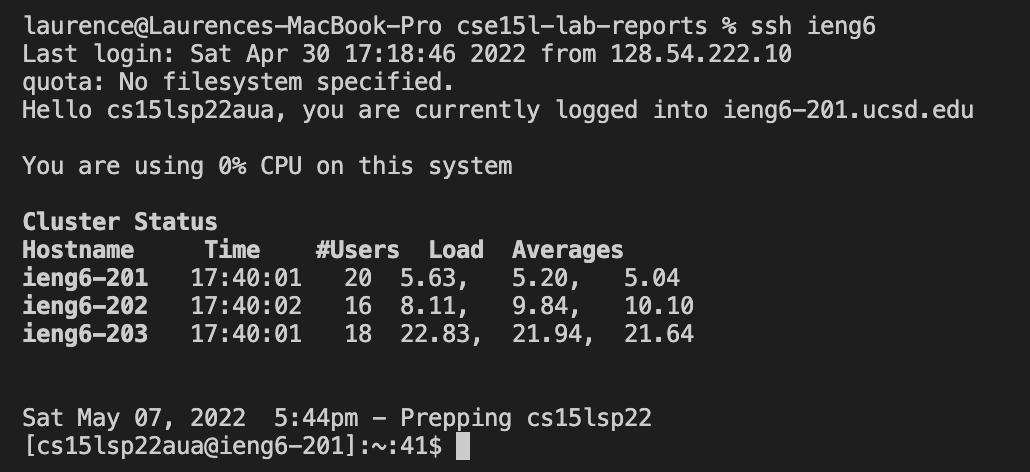 laurence@Laurences-MacBook-Pro cse15l-lab-reports % ssh ieng6
Last login: Sat Apr 30 17:18:46 2022 from 128.54.222.10
quota: No filesystem specified.
Hello cs15lsp22aua, you are currently logged into ieng6-201.ucsd.edu
You are using 0% CPU on this system
Cluster Status
Hostname     Time    #Users  Load  Averages
ieng6-201   17:40:01   20  5.63,   5.20,   5.04
ieng6-202   17:40:02   16  8.11,   9.84,   10.10
ieng6-203   17:40:01   18  22.83,  21.94,  21.64
Sat May 07, 2022  5:44pm - Prepping cs15lsp22
[cs15lsp22aua@ieng6-201]:~:41$